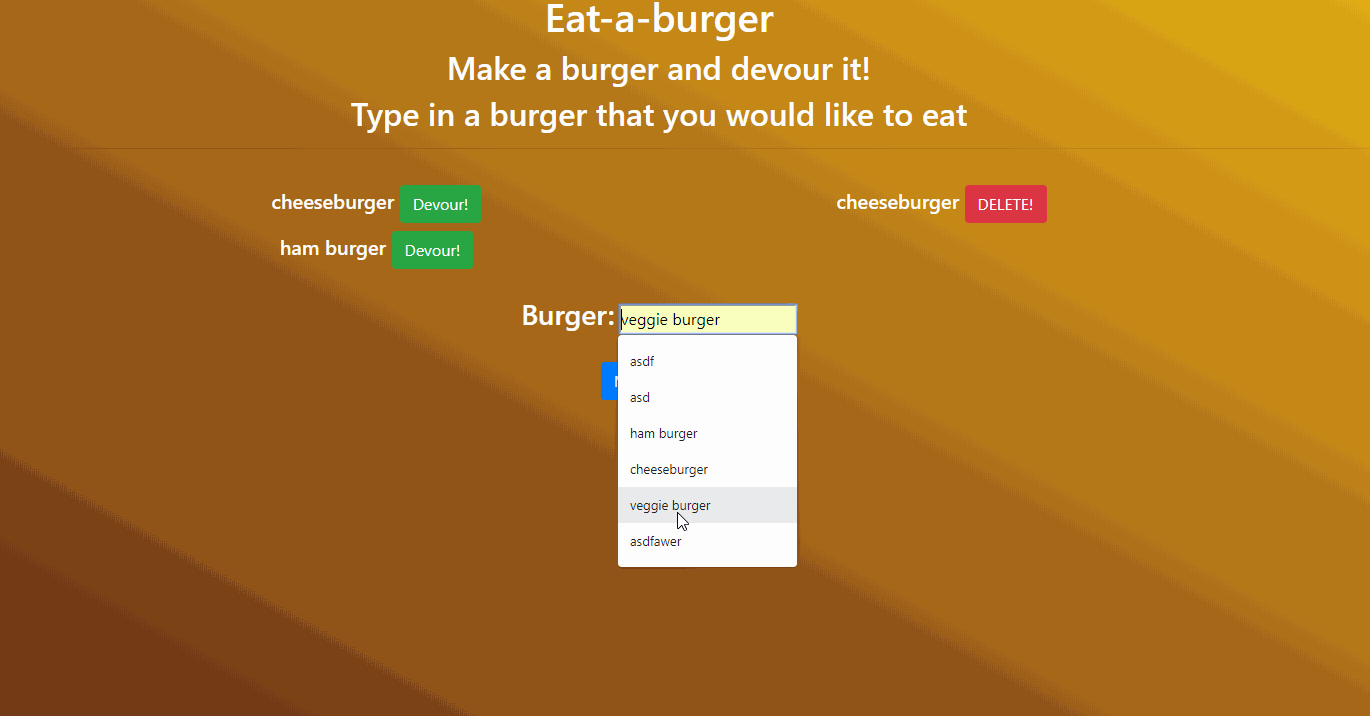 Eat-a-burger
Make a burger and devour it!
Type in a burger that you would like to eat
cheeseburger Devour! cheeseburger DELETE!
ham burger Devour!
Burger: veggie burger
asdf
asd
ham burger
cheeseburger
veggie burger
asdfawer